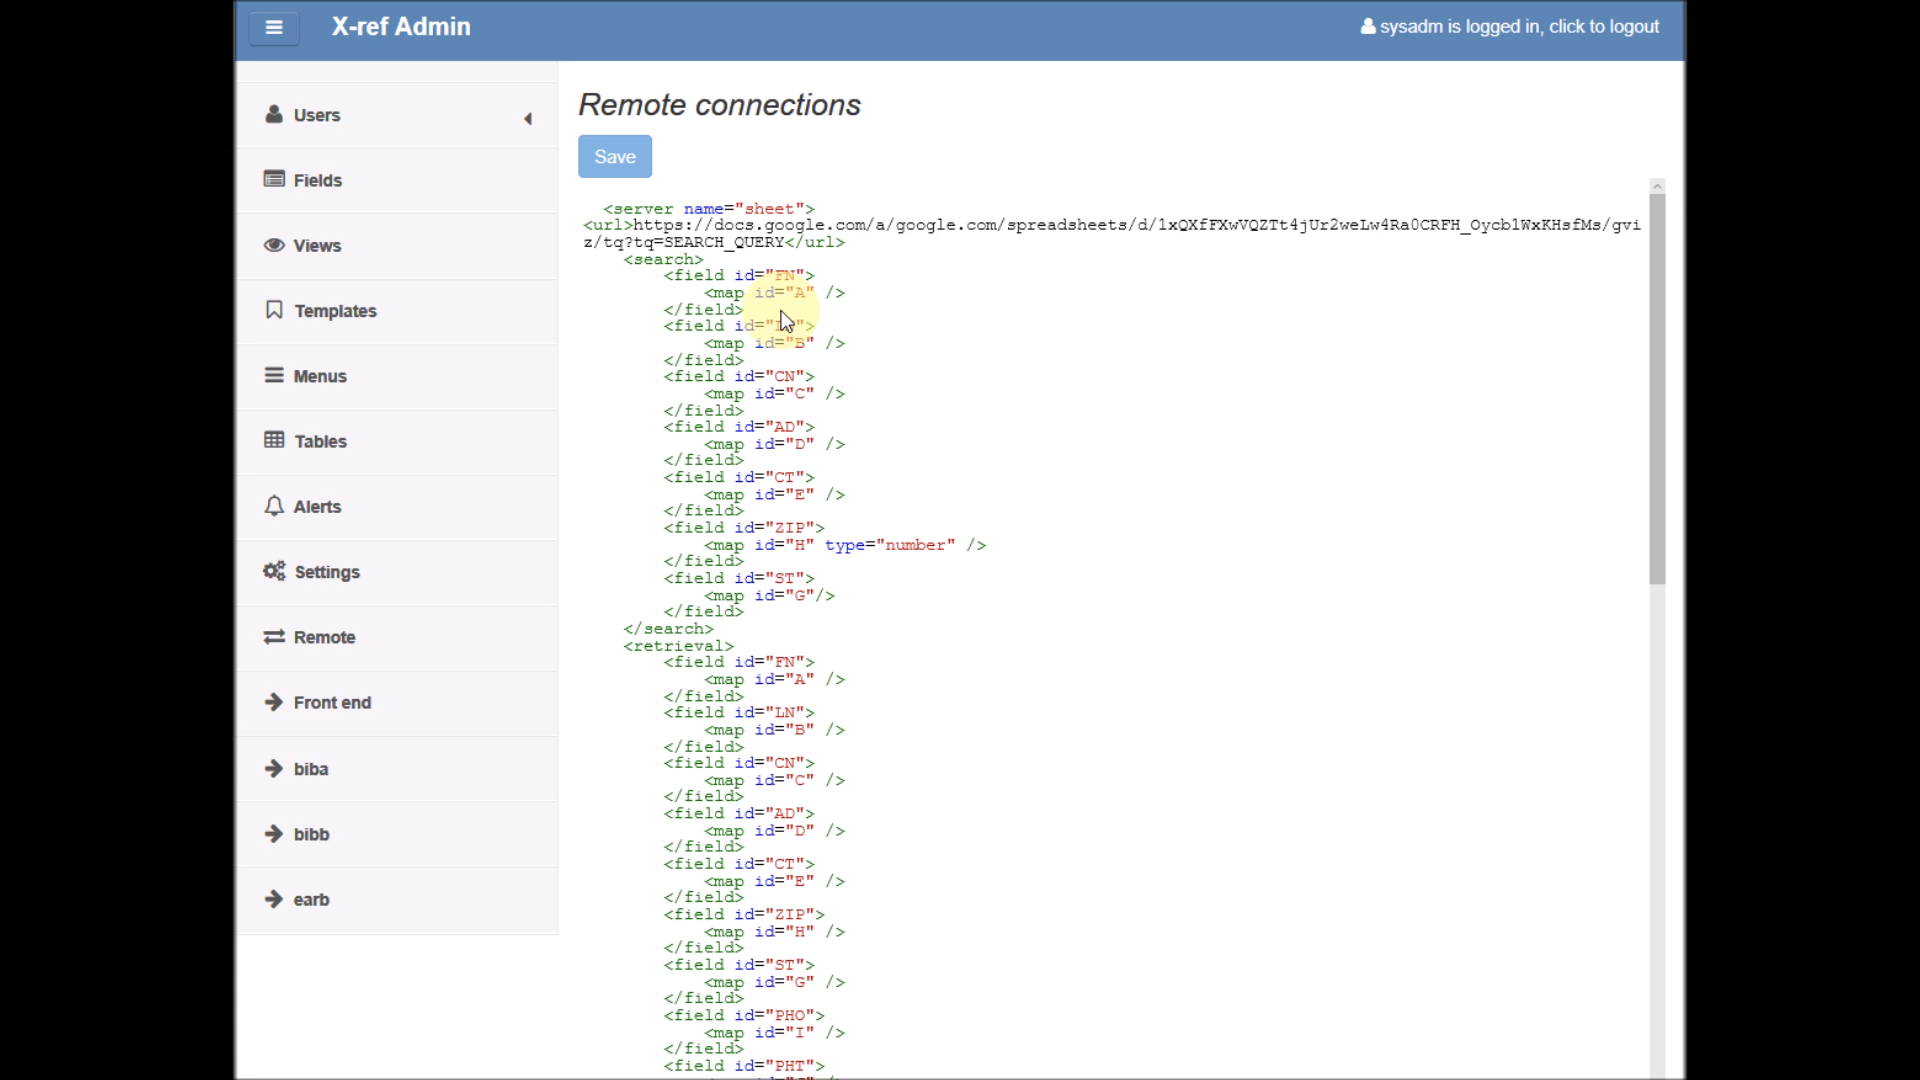 X-ref Admin
sysadm is logged in, click to logout
Users
Fields
Views
Templates
Menus
Tables
Alerts
Settings
Remote
Front end
biba
bibb
earb
Remote connections
Save
<server name="sheet">
<url>https://docs.google.com/a/google.com/spreadsheets/d/1xQXfFXwVQZTt4jUr2weLw4Ra0CRFH_Oycb1WxKHsfMs/gvi
z/tq?tq=SEARCH_QUERY</url>
<search>
<field id="FN">
<map id="A" />
</field>
<field id="LN">
<map id="B" />
</field>
<field id="CN">
<map id="C" />
</field>
<field id="AD">
<map id="D" />
</field>
<field id="CT">
<map id="E" />
</field>
<field id="ZIP">
<map id="H" type="number" />
</field>
<field id="ST">
<map id="G"/>
</field>
</search>
<retrieval>
<field id="FN">
<map id="A" />
</field>
<field id="LN">
<map id="B" />
</field>
<field id="CN">
<map id="C" />
</field>
<field id="AD">
<map id="D" />
</field>
<field id="CT">
<map id="E" />
</field>
<field id="ZIP">
<map id="H" />
</field>
<field id="ST">
<map id="G" />
</field>
<field id="PHO">
<map id="I" />
</field>
<field id="PHT">